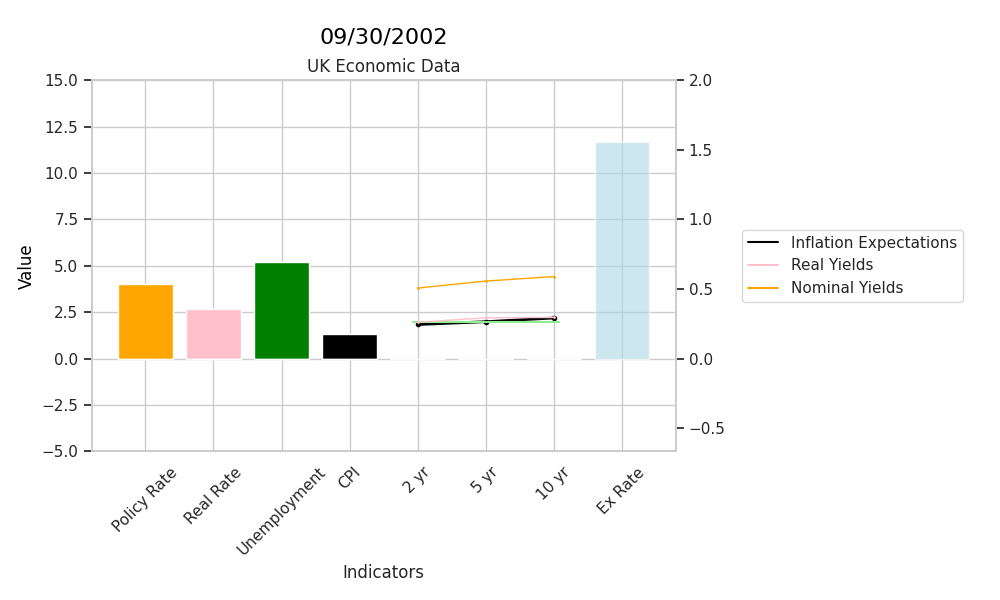 09/30/2002
UK Economic Data
15.0
12.5
10.0
7.5
5.0
2.5
0.0
−2.5
−5.0
Value
2.0
1.5
1.0
0.5
0.0
−0.5
Inflation Expectations
Real Yields
Nominal Yields
Policy Rate
Real Rate
Unemployment
CPI
2 yr
5 yr
10 yr
Ex Rate
Indicators